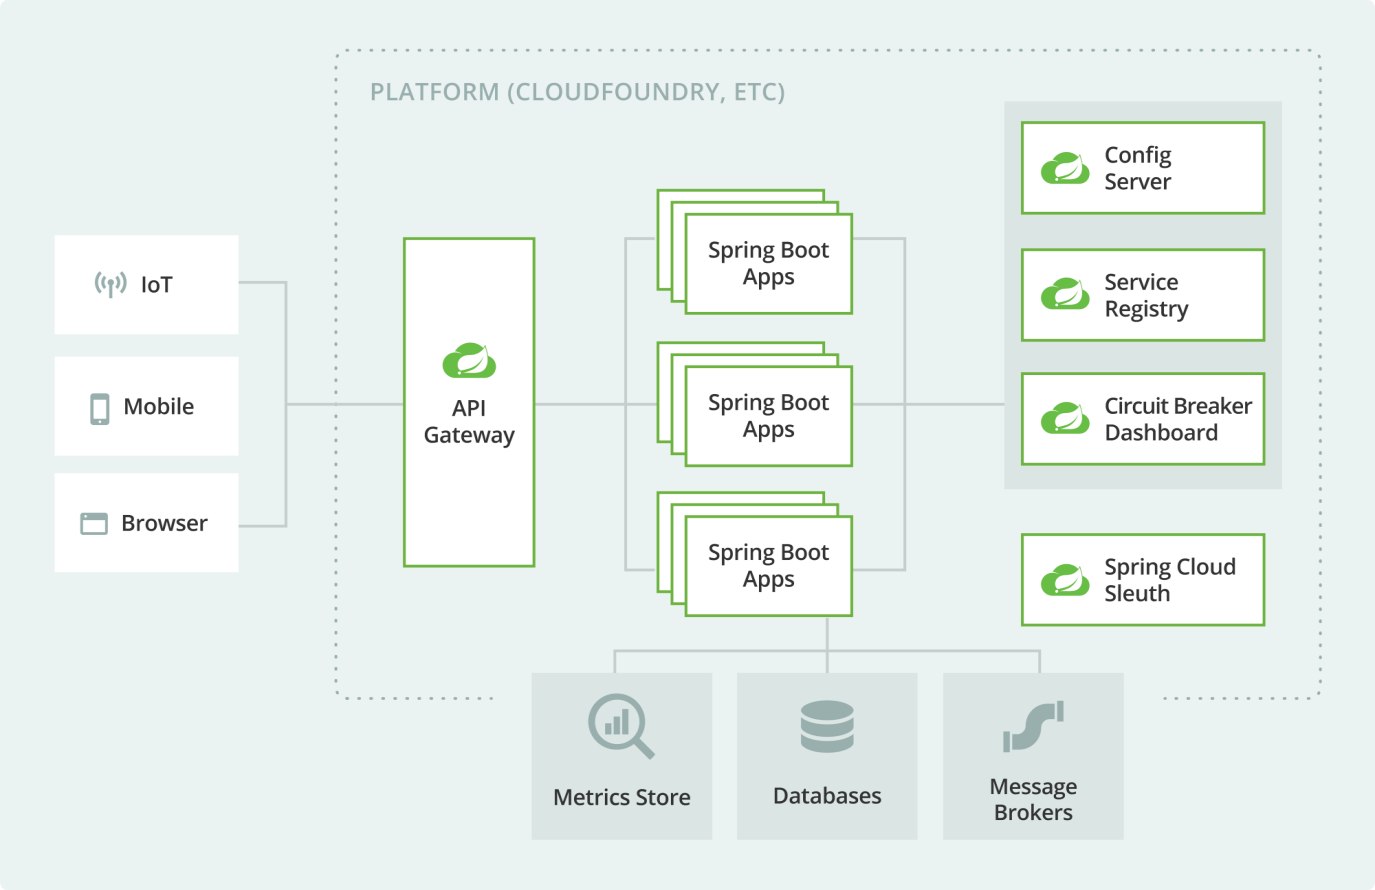 PLATFORM (CLOUDFOUNDRY, ETC)
IoT
Mobile
Browser
API
Gateway
Spring Boot
Apps
Spring Boot
Apps
Spring Boot
Apps
Config
Server
Service
Registry
Circuit Breaker
Dashboard
Spring Cloud
Sleuth
Metrics Store
Databases
Message
Brokers